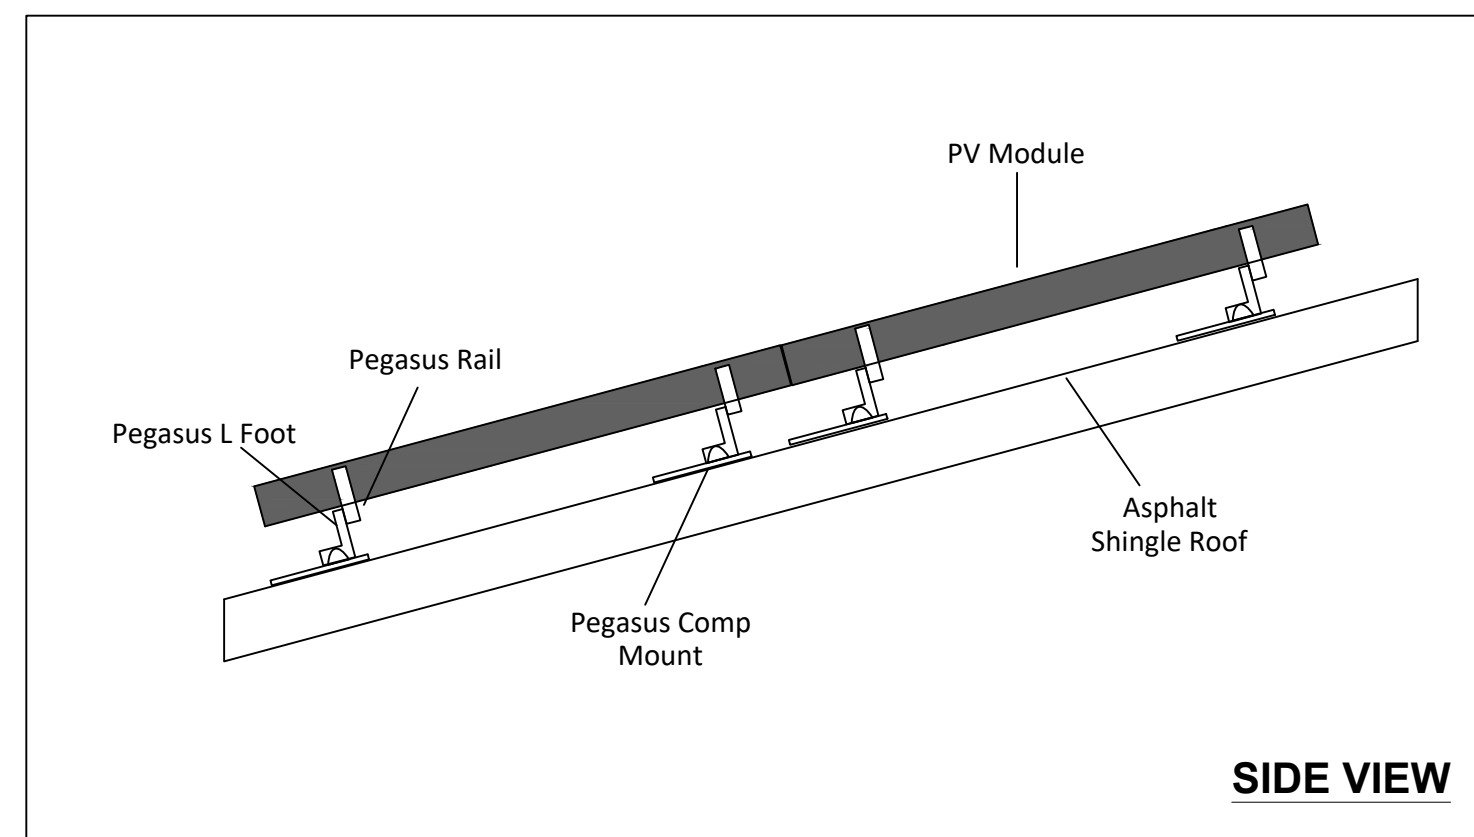 PV Module
Pegasus Rail
Pegasus L Foot
Asphalt
Shingle Roof
Pegasus Comp
Mount
SIDE VIEW